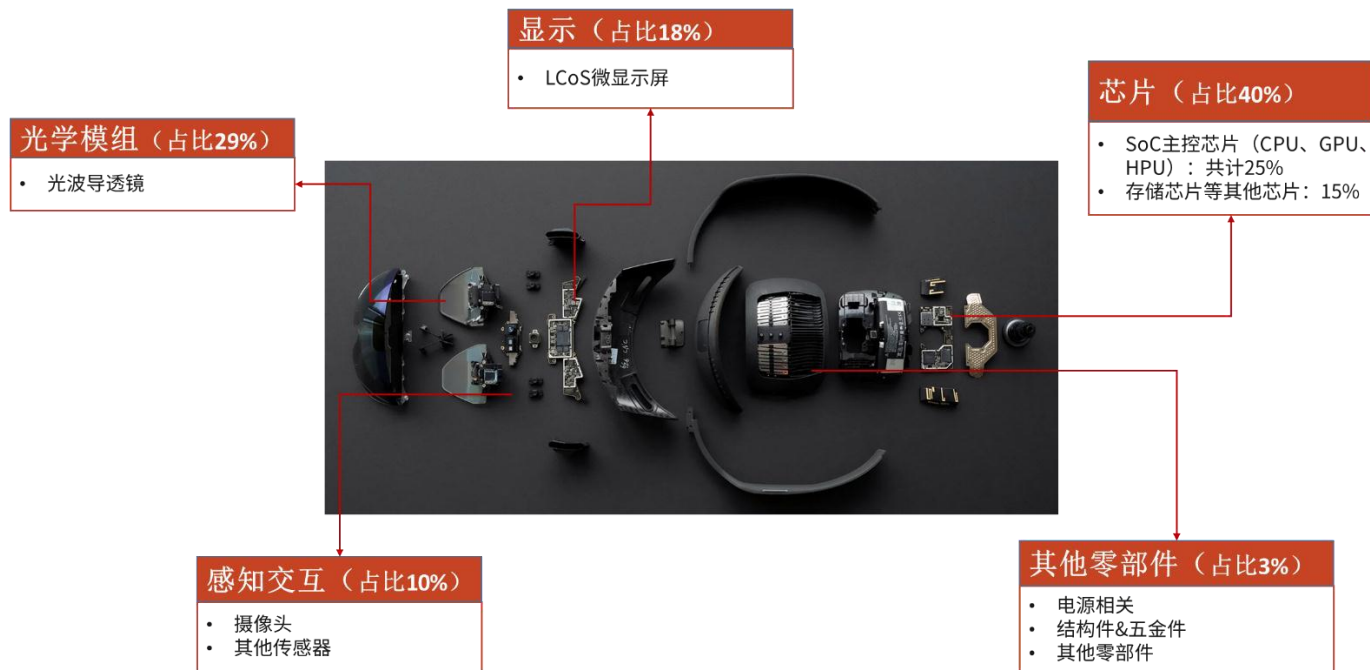 显示（占比18%）
• LCoS微显示屏
芯片（占比40%）
• SoC主控芯片（CPU、GPU、
HPU）：共计25%
• 存储芯片等其他芯片：15%
光学模组（占比29%）
• 光波导透镜
感知交互（占比10%）
• 摄像头
• 其他传感器
其他零部件（占比3%）
• 电源相关
• 结构件&五金件
• 其他零部件